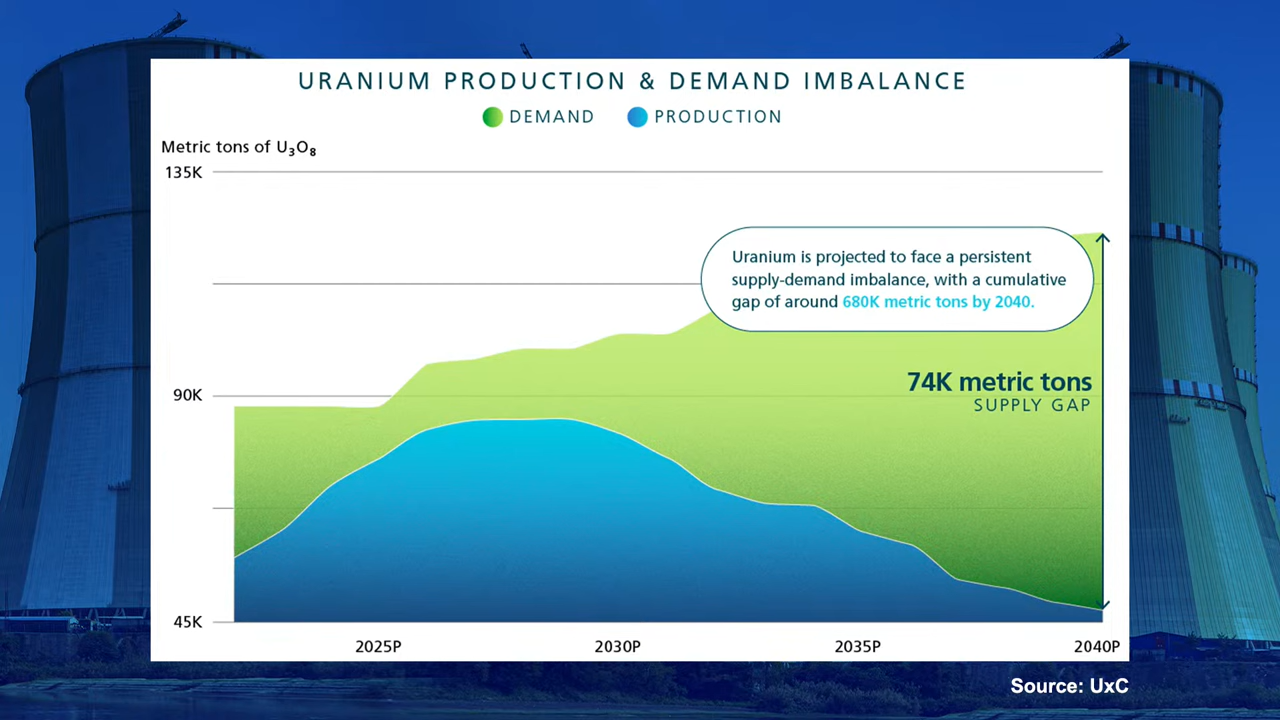 URANIUM PRODUCTION & DEMAND IMBALANCE
DEMAND PRODUCTION
Metric tons of U₃O₈
135K
Uranium is projected to face a persistent
supply-demand imbalance, with a cumulative
gap of around 680K metric tons by 2040.
74K metric tons
90K
SUPPLY GAP
45K
2025P 2030P 2035P 2040P
Source: UxC